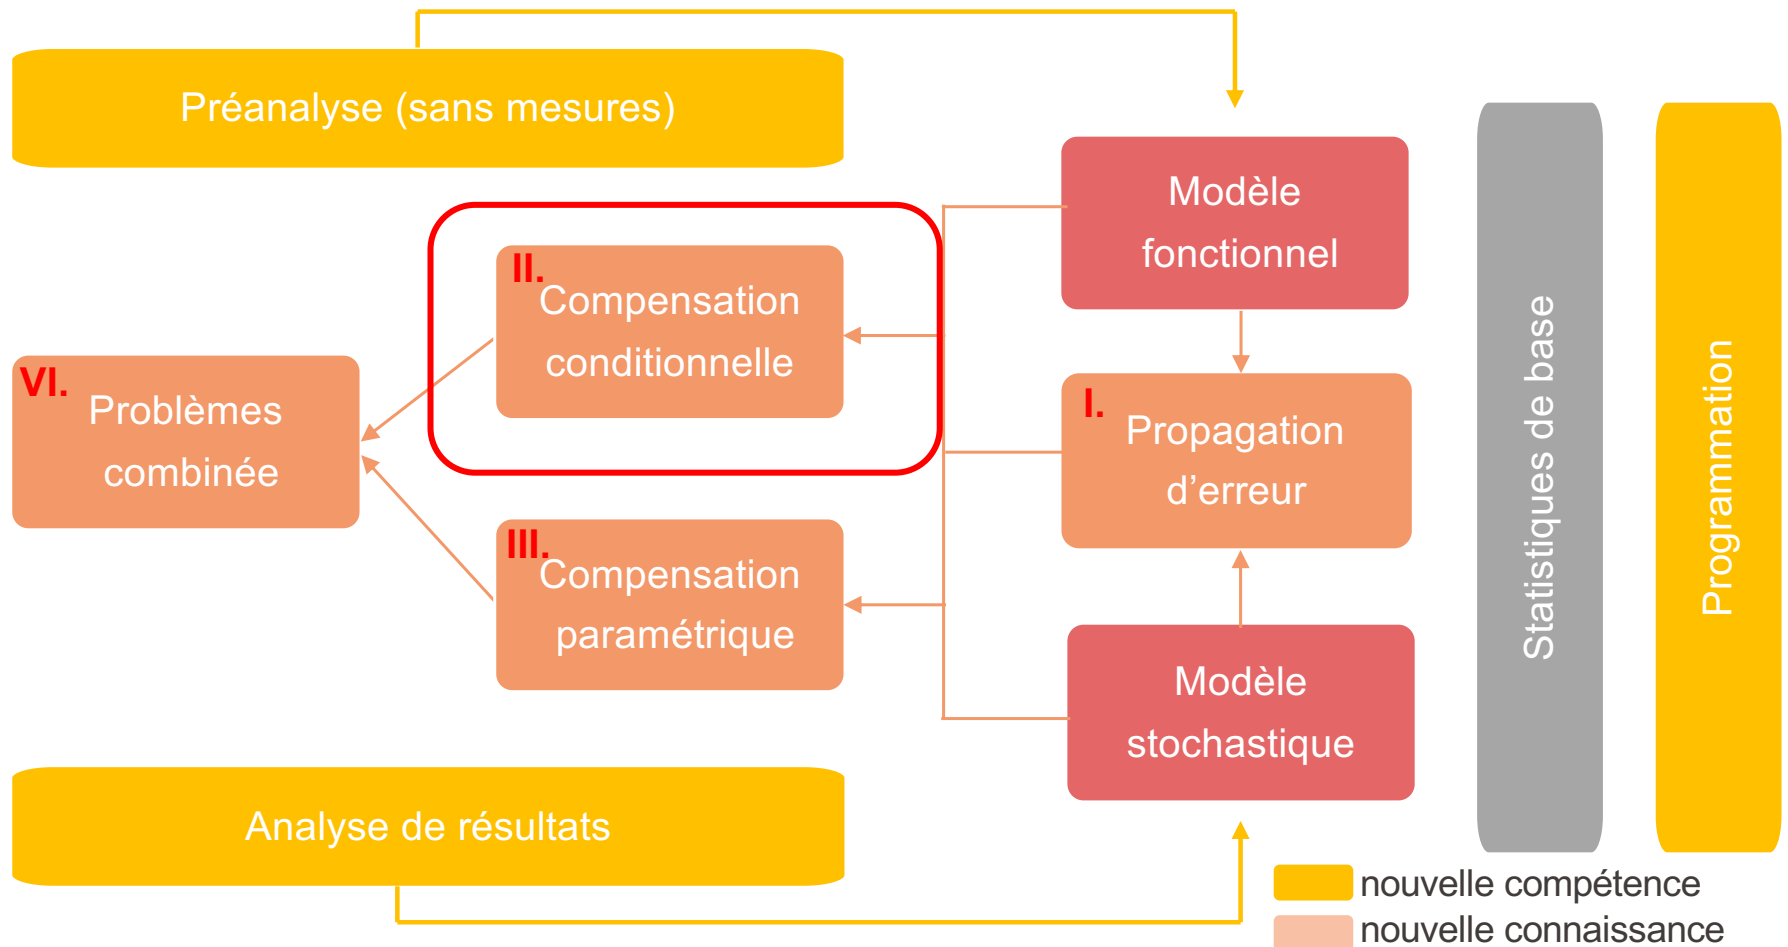 Préanalyse (sans mesures)
Modèle
fonctionnel
II.
Compensation
conditionnelle
VI.
Problèmes
combinée
I.
Propagation
d’erreur
III.
Compensation
paramétrique
Modèle
stochastique
Analyse de résultats
Statistiques de base
Programmation
nouvelle compétence
nouvelle connaissance